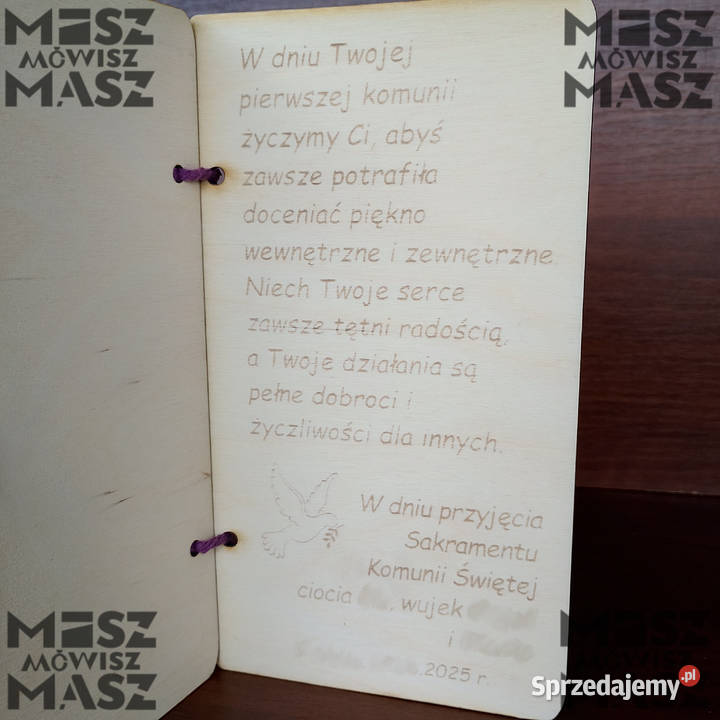 MASZ
MÓWISZ
MASZ
MASZ
MÓWISZ
MASZ
W dniu Twojej
pierwszej komunii
życzymy Ci, abyś
zawsze potrafiła
doceniać piękno
wewnętrzne i zewnętrzne.
Niech Twoje serce
zawsze tętni radością,
a Twoje działania są
pełne dobroci i
życzliwości dla innych.
W dniu przyjęcia
Sakramentu
Komunii Świętej
ciocia , wujek
i
.2025 r.
MASZ
MÓWISZ
MASZ
MASZ
MÓWISZ
MASZ
Sprzedajemy.pl